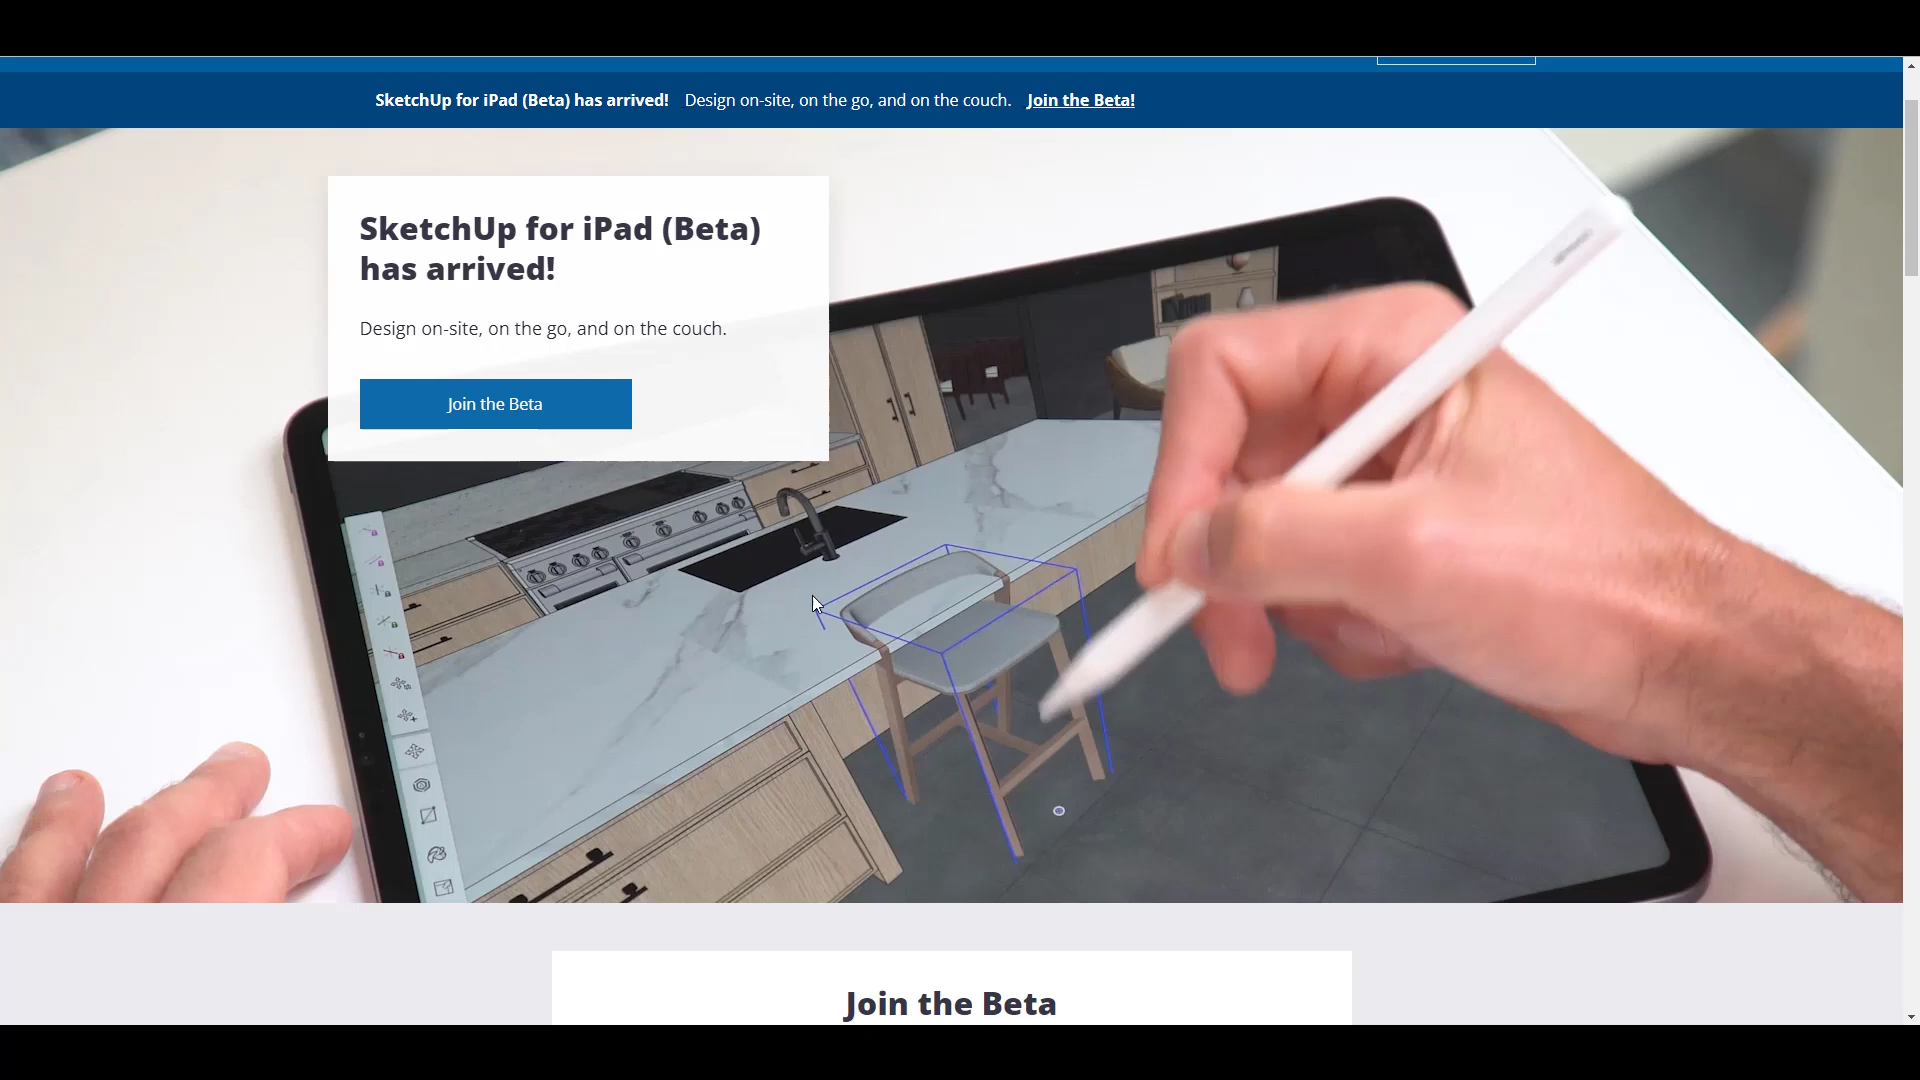 SketchUp for iPad (Beta) has arrived! Design on-site, on the go, and on the couch. Join the Beta!
SketchUp for iPad (Beta)
has arrived!
Design on-site, on the go, and on the couch.
Join the Beta
Join the Beta